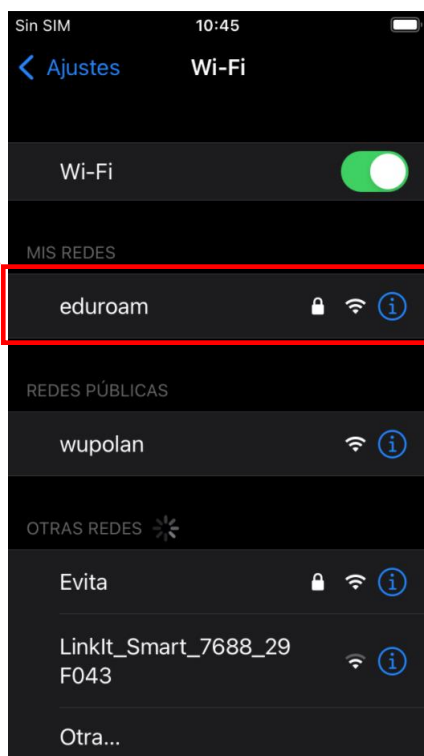 Sin SIM 10:45
Ajustes Wi-Fi
Wi-Fi
MIS REDES
eduroam
REDES PÚBLICAS
wupolan
OTRAS REDES
Evita
LinkIt_Smart_7688_29
F043
Otra...